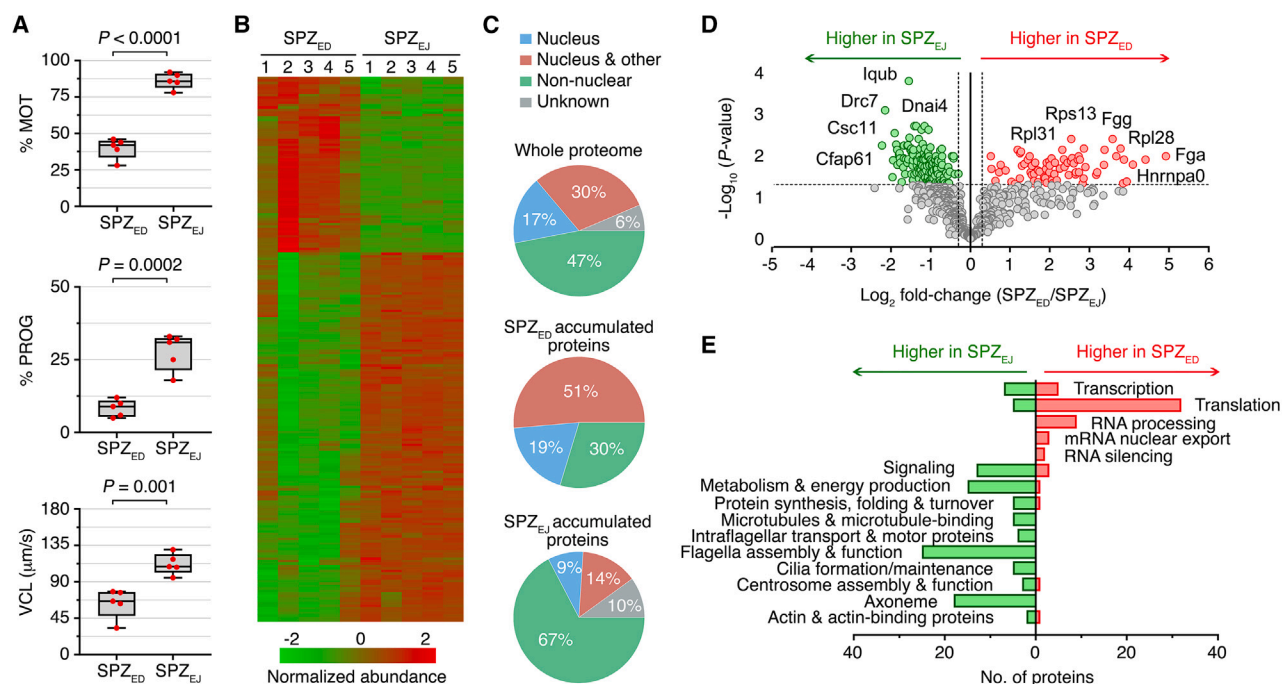 A
P < 0.0001
% MOT
100
75
50
25
0
SPZED SPZEJ
P = 0.0002
% PROG
50
25
0
SPZED SPZEJ
P = 0.001
VCL (μm/s)
180
135
90
45
0
SPZED SPZEJ
B
SPZED SPZEJ
1 2 3 4 5 1 2 3 4 5
-2 0 2
Normalized abundance
C
Nucleus
Nucleus & other
Non-nuclear
Unknown
Whole proteome
30%
17%
6%
47%
SPZED accumulated
proteins
51%
19%
30%
SPZEJ accumulated
proteins
9%
14%
10%
67%
D
Higher in SPZEJ
Higher in SPZED
-Log10 (P-value)
4
3
2
1
0
Iqub
Drc7
Dnai4
Csc11
Cfap61
Rps13
Fgg
Rpl31
Rpl28
Fga
Hnrnpa0
-5 -4 -3 -2 -1 0 1 2 3 4 5 6
Log2 fold-change (SPZED/SPZEJ)
E
Higher in SPZEJ
Higher in SPZED
Transcription
Translation
RNA processing
mRNA nuclear export
RNA silencing
Signaling
Metabolism & energy production
Protein synthesis, folding & turnover
Microtubules & microtubule-binding
Intraflagellar transport & motor proteins
Flagella assembly & function
Cilia formation/maintenance
Centrosome assembly & function
Axoneme
Actin & actin-binding proteins
40 20 0 20 40
No. of proteins